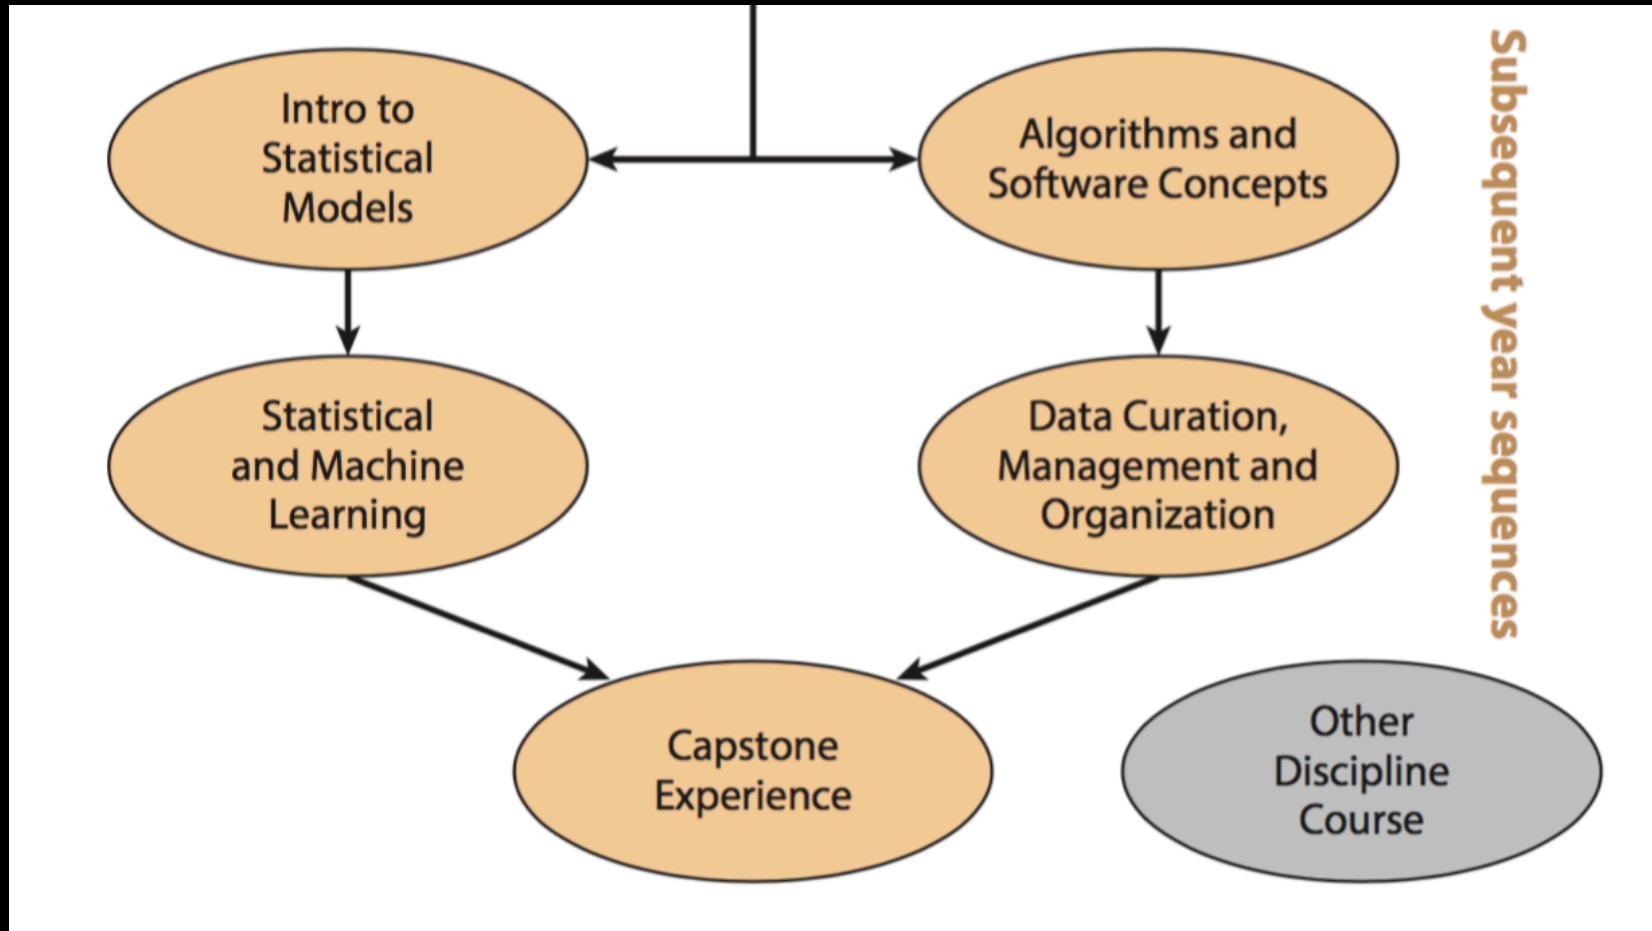 Intro to
Statistical
Models
Algorithms and
Software Concepts
Statistical
and Machine
Learning
Data Curation,
Management and
Organization
Capstone
Experience
Other
Discipline
Course
Subsequent year sequences